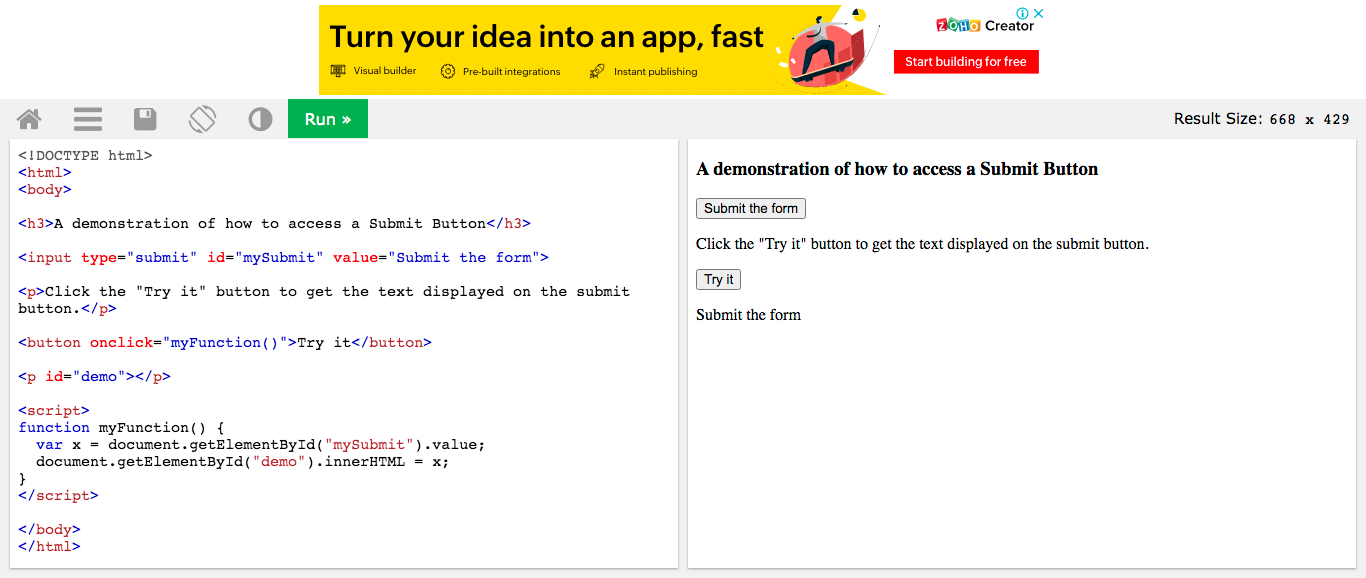 Turn your idea into an app, fast
Visual builder
Pre-built integrations
Instant publishing
ZOHO Creator
Start building for free
Run »
Result Size: 668 x 429
<!DOCTYPE html>
<html>
<body>
<h3>A demonstration of how to access a Submit Button</h3>
<input type="submit" id="mySubmit" value="Submit the form">
<p>Click the "Try it" button to get the text displayed on the submit
button.</p>
<button onclick="myFunction()">Try it</button>
<p id="demo"></p>
<script>
function myFunction() {
  var x = document.getElementById("mySubmit").value;
  document.getElementById("demo").innerHTML = x;
}
</script>
</body>
</html>
A demonstration of how to access a Submit Button
Submit the form
Click the "Try it" button to get the text displayed on the submit button.
Try it
Submit the form